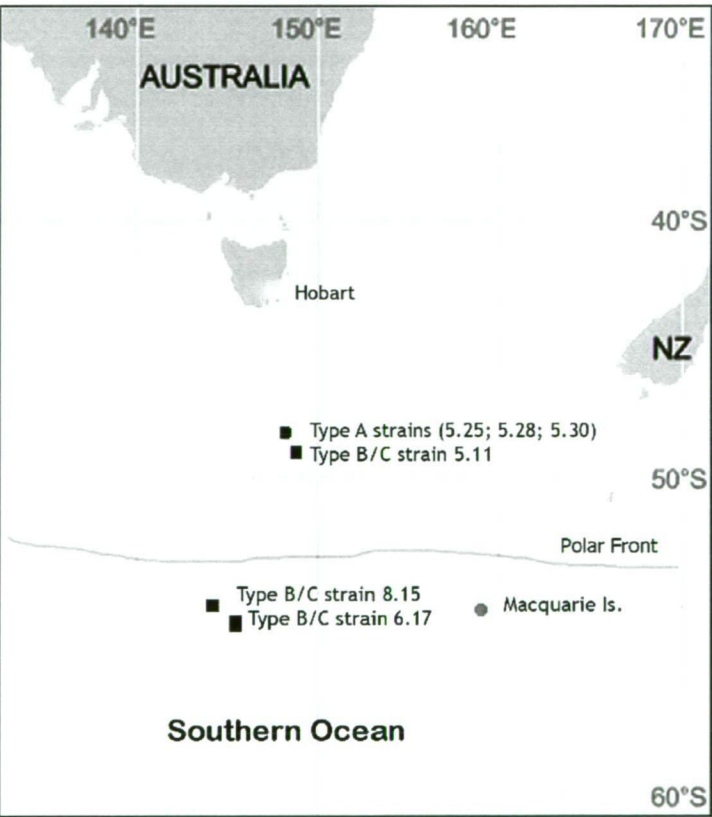 140°E 150°E 160°E 170°E
AUSTRALIA
40°S
Hobart
NZ
Type A strains (5.25; 5.28; 5.30)
Type B/C strain 5.11
50°S
Polar Front
Type B/C strain 8.15
Macquarie Is.
Type B/C strain 6.17
Southern Ocean
60°S